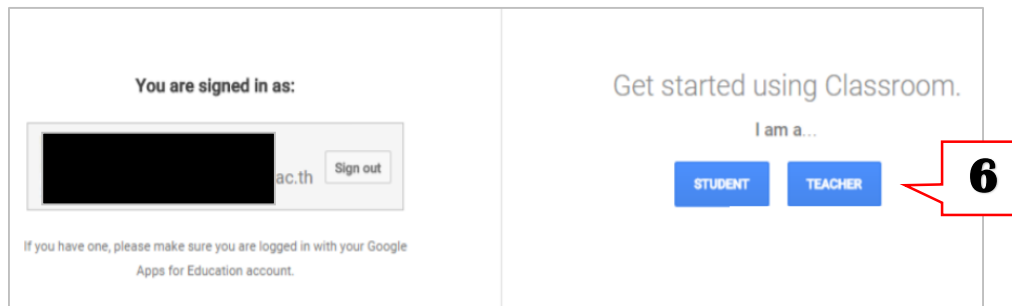 You are signed in as:
ac.th
Sign out
If you have one, please make sure you are logged in with your Google
Apps for Education account.
Get started using Classroom.
I am a...
STUDENT
TEACHER
6